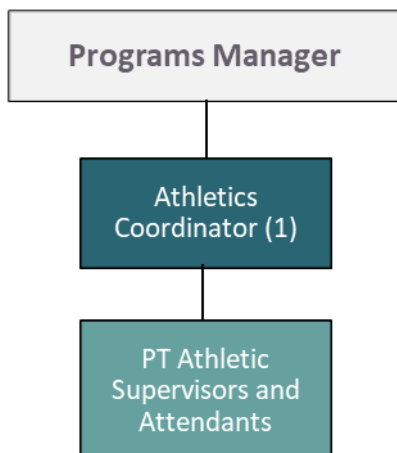 Programs Manager
Athletics
Coordinator (1)
PT Athletic
Supervisors and
Attendants